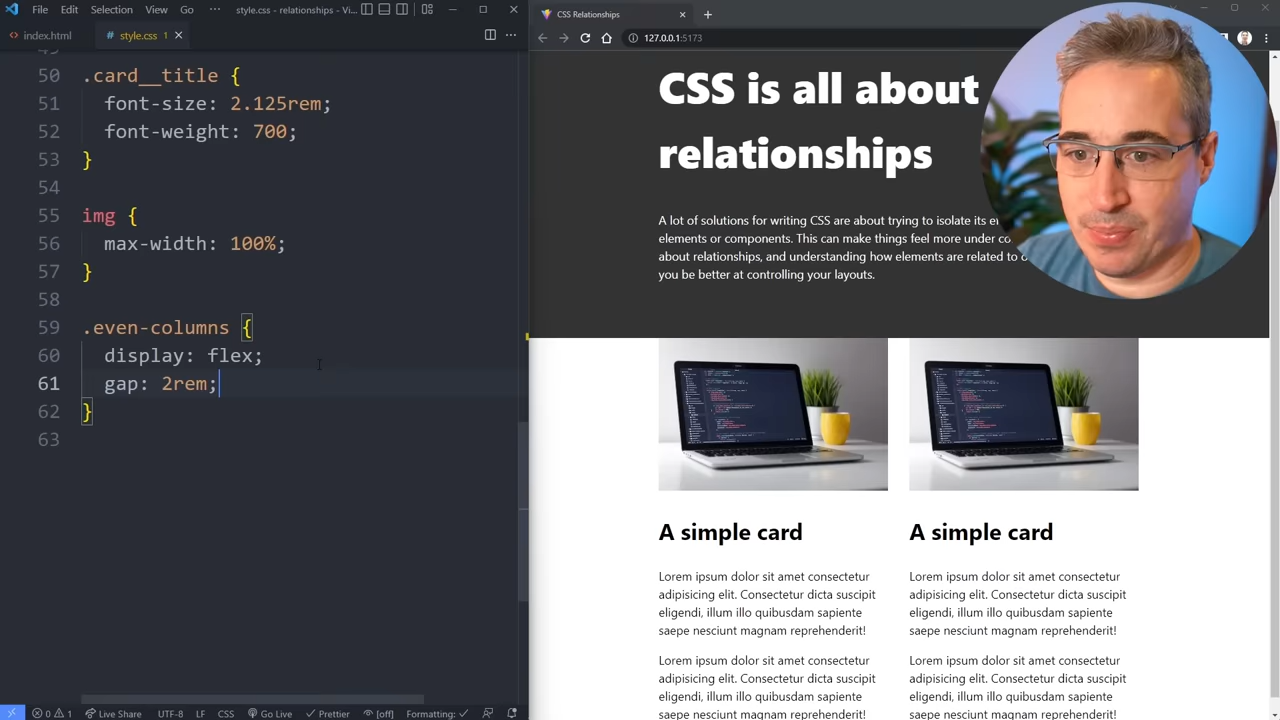 File Edit Selection View Go ··· style.css - relationships - Vi...
index.html
style.css 1
50 .card__title {
51 font-size: 2.125rem;
52 font-weight: 700;
53 }
54
55 img {
56 max-width: 100%;
57 }
58
59 .even-columns {
60 display: flex;
61 gap: 2rem;
62 }
63
0 1 Live Share UTF-8 LF CSS Go Live Prettier [off] Formatting:
CSS Relationships
127.0.0.1:5173
CSS is all about
relationships
A lot of solutions for writing CSS are about trying to isolate its
elements or components. This can make things feel more under
about relationships, and understanding how elements are related to
you be better at controlling your layouts.
A simple card
Lorem ipsum dolor sit amet consectetur
adipisicing elit. Consectetur dicta suscipit
eligendi, illum illo quibusdam sapiente
saepe nesciunt magnam reprehenderit!
Lorem ipsum dolor sit amet consectetur
adipisicing elit. Consectetur dicta suscipit
eligendi, illum illo quibusdam sapiente
saepe nesciunt magnam reprehenderit!
A simple card
Lorem ipsum dolor sit amet consectetur
adipisicing elit. Consectetur dicta suscipit
eligendi, illum illo quibusdam sapiente
saepe nesciunt magnam reprehenderit!
Lorem ipsum dolor sit amet consectetur
adipisicing elit. Consectetur dicta suscipit
eligendi, illum illo quibusdam sapiente
saepe nesciunt magnam reprehenderit!